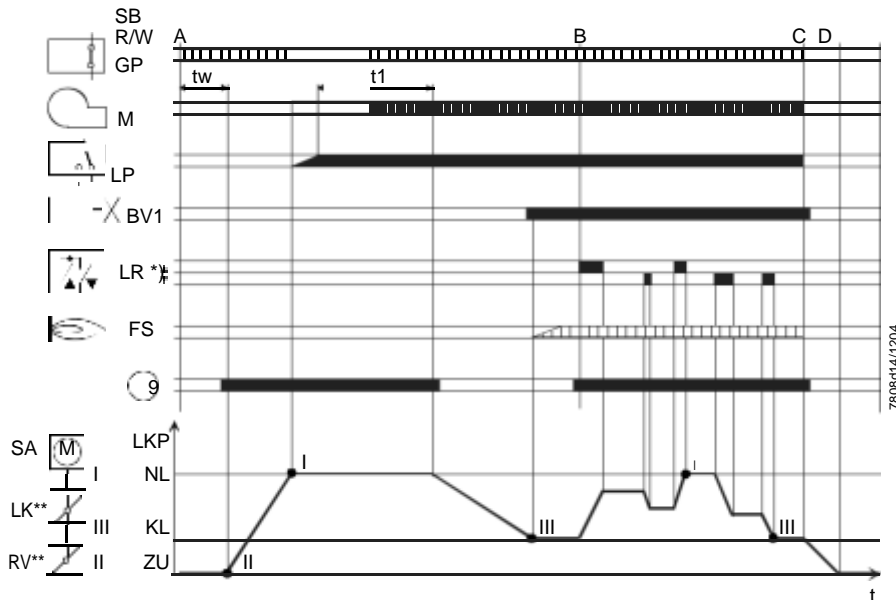 SB
R/W
GP
A
B
C D
tw
t1
M
LP
BV1
LR *)
FS
9
7808d14/1204
LKP
SA
M
I
NL
I
I
LK**
III
KL
III
III
RV**
II
ZU
II
t